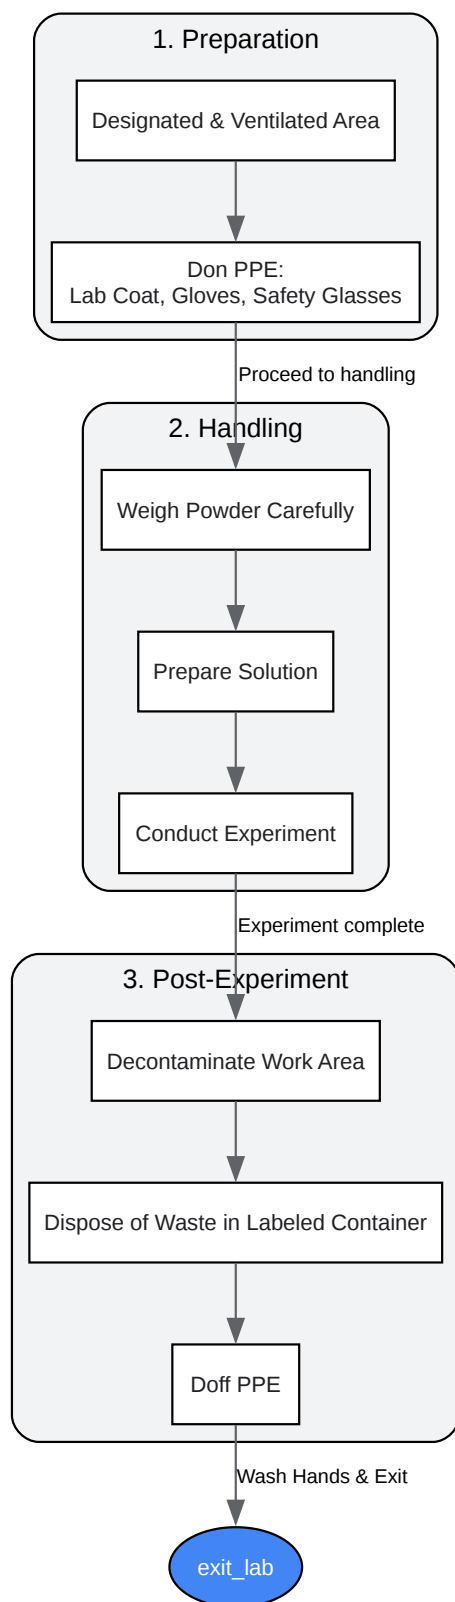 1. Preparation
Designated & Ventilated Area
Don PPE:
Lab Coat, Gloves, Safety Glasses
Proceed to handling
2. Handling
Weigh Powder Carefully
Prepare Solution
Conduct Experiment
Experiment complete
3. Post-Experiment
Decontaminate Work Area
Dispose of Waste in Labeled Container
Doff PPE
Wash Hands & Exit
exit_lab